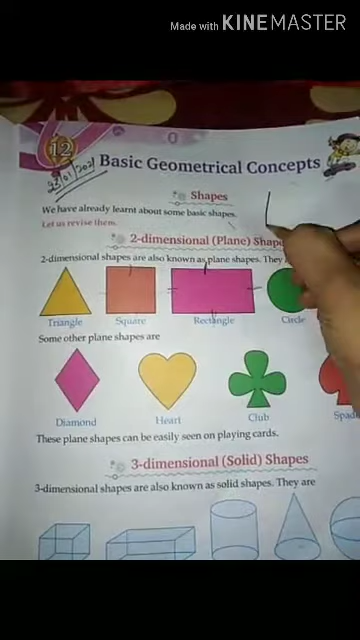 Made with KINEMASTER
12
Basic Geometrical Concepts
Shapes
We have already learnt about some basic shapes.
Let us revise them.
2-dimensional (Plane) Shap
2-dimensional shapes are also known as plane shapes. They
Triangle Square Rectangle Circle
Some other plane shapes are
Diamond Heart Club Spad
These plane shapes can be easily seen on playing cards.
3-dimensional (Solid) Shapes
3-dimensional shapes are also known as solid shapes. They are